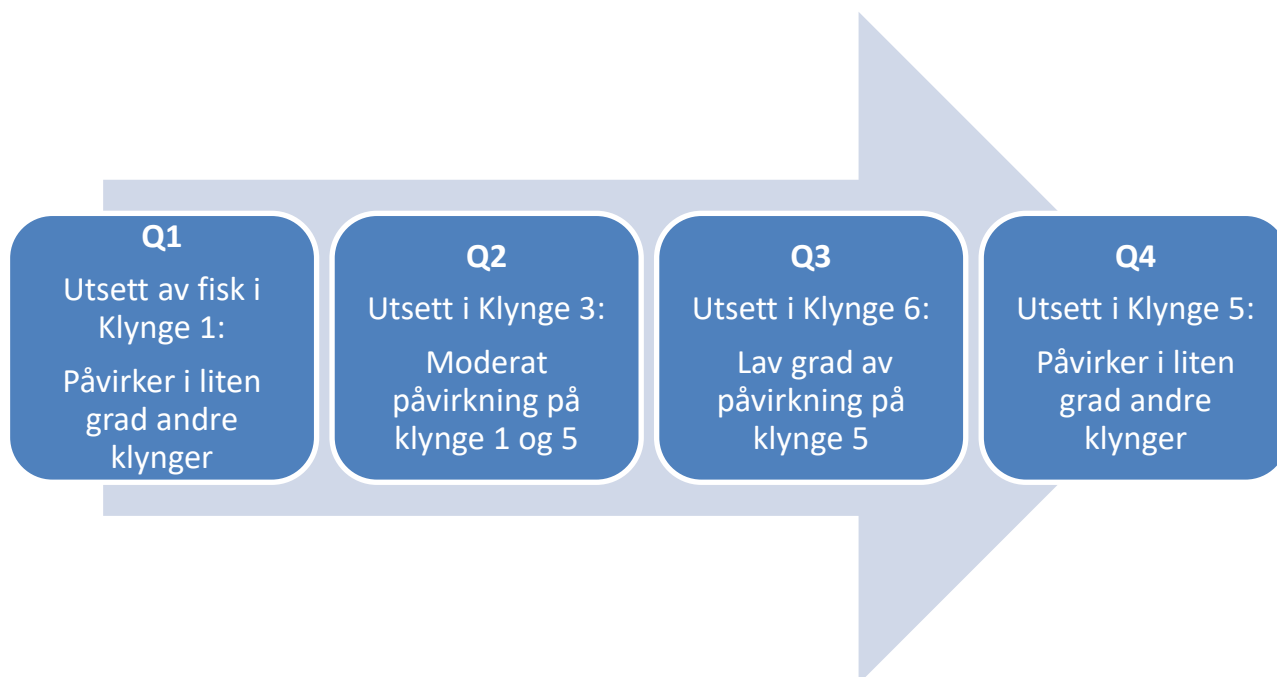 Q1
Utsett av fisk i
Klynge 1:
Påvirker i liten
grad andre
klynger
Q2
Utsett i Klynge 3:
Moderat
påvirkning på
klynge 1 og 5
Q3
Utsett i Klynge 6:
Lav grad av
påvirkning på
klynge 5
Q4
Utsett i Klynge 5:
Påvirker i liten
grad andre
klynger